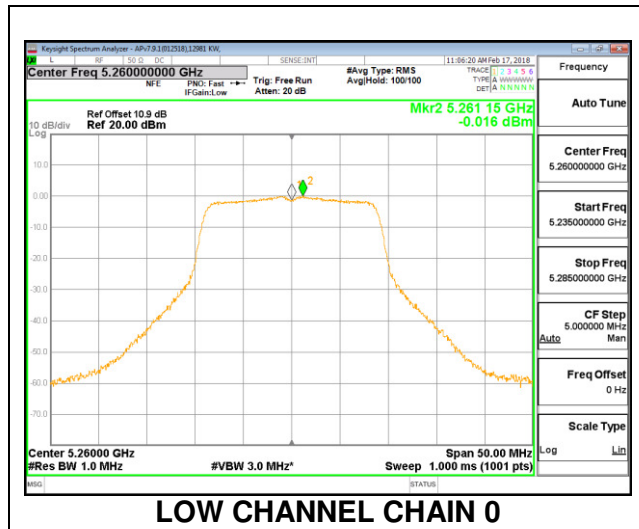 Keysight Spectrum Analyzer - APv7.9.1(012518),12981 KW,
L RF 50 Ω DC SENSE:INT 11:06:20 AM Feb 17, 2018
Center Freq 5.260000000 GHz
NFE
PNO: Fast
IFGain:Low
Trig: Free Run
Atten: 20 dB
#Avg Type: RMS
Avg|Hold: 100/100
TRACE 1 2 3 4 5 6
TYPE A WWWWW
DET A N N N N N
Frequency
Auto Tune
Center Freq
5.260000000 GHz
Start Freq
5.235000000 GHz
Stop Freq
5.285000000 GHz
CF Step
5.000000 MHz
Auto Man
Freq Offset
0 Hz
Scale Type
Log Lin
Ref Offset 10.9 dB
10 dB/div Ref 20.00 dBm
Log
Mkr2 5.261 15 GHz
-0.016 dBm
10.0
0.00
-10.0
-20.0
-30.0
-40.0
-50.0
-60.0
-70.0
2
Center 5.26000 GHz Span 50.00 MHz
#Res BW 1.0 MHz #VBW 3.0 MHz* Sweep 1.000 ms (1001 pts)
MSG STATUS
LOW CHANNEL CHAIN 0